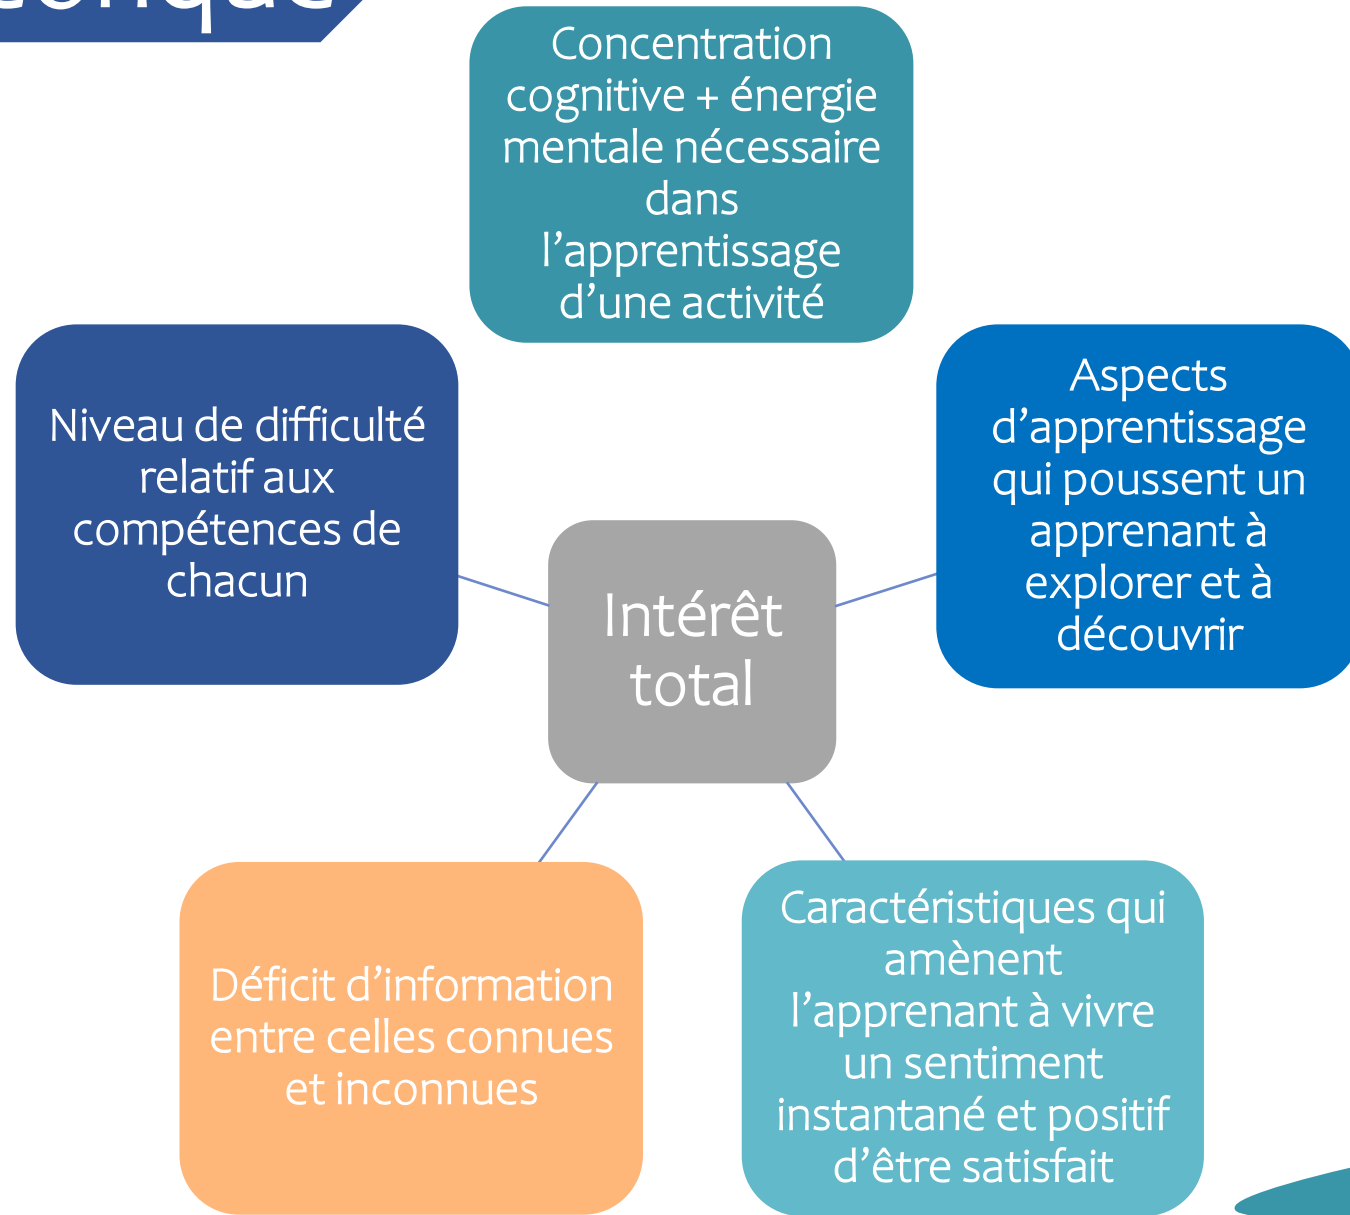 Concentration
cognitive + énergie
mentale nécessaire
dans
l’apprentissage
d’une activité
Niveau de difficulté
relatif aux
compétences de
chacun
Aspects
d’apprentissage
qui poussent un
apprenant à
explorer et à
découvrir
Intérêt
total
Déficit d’information
entre celles connues
et inconnues
Caractéristiques qui
amènent
l’apprenant à vivre
un sentiment
instantané et positif
d’être satisfait